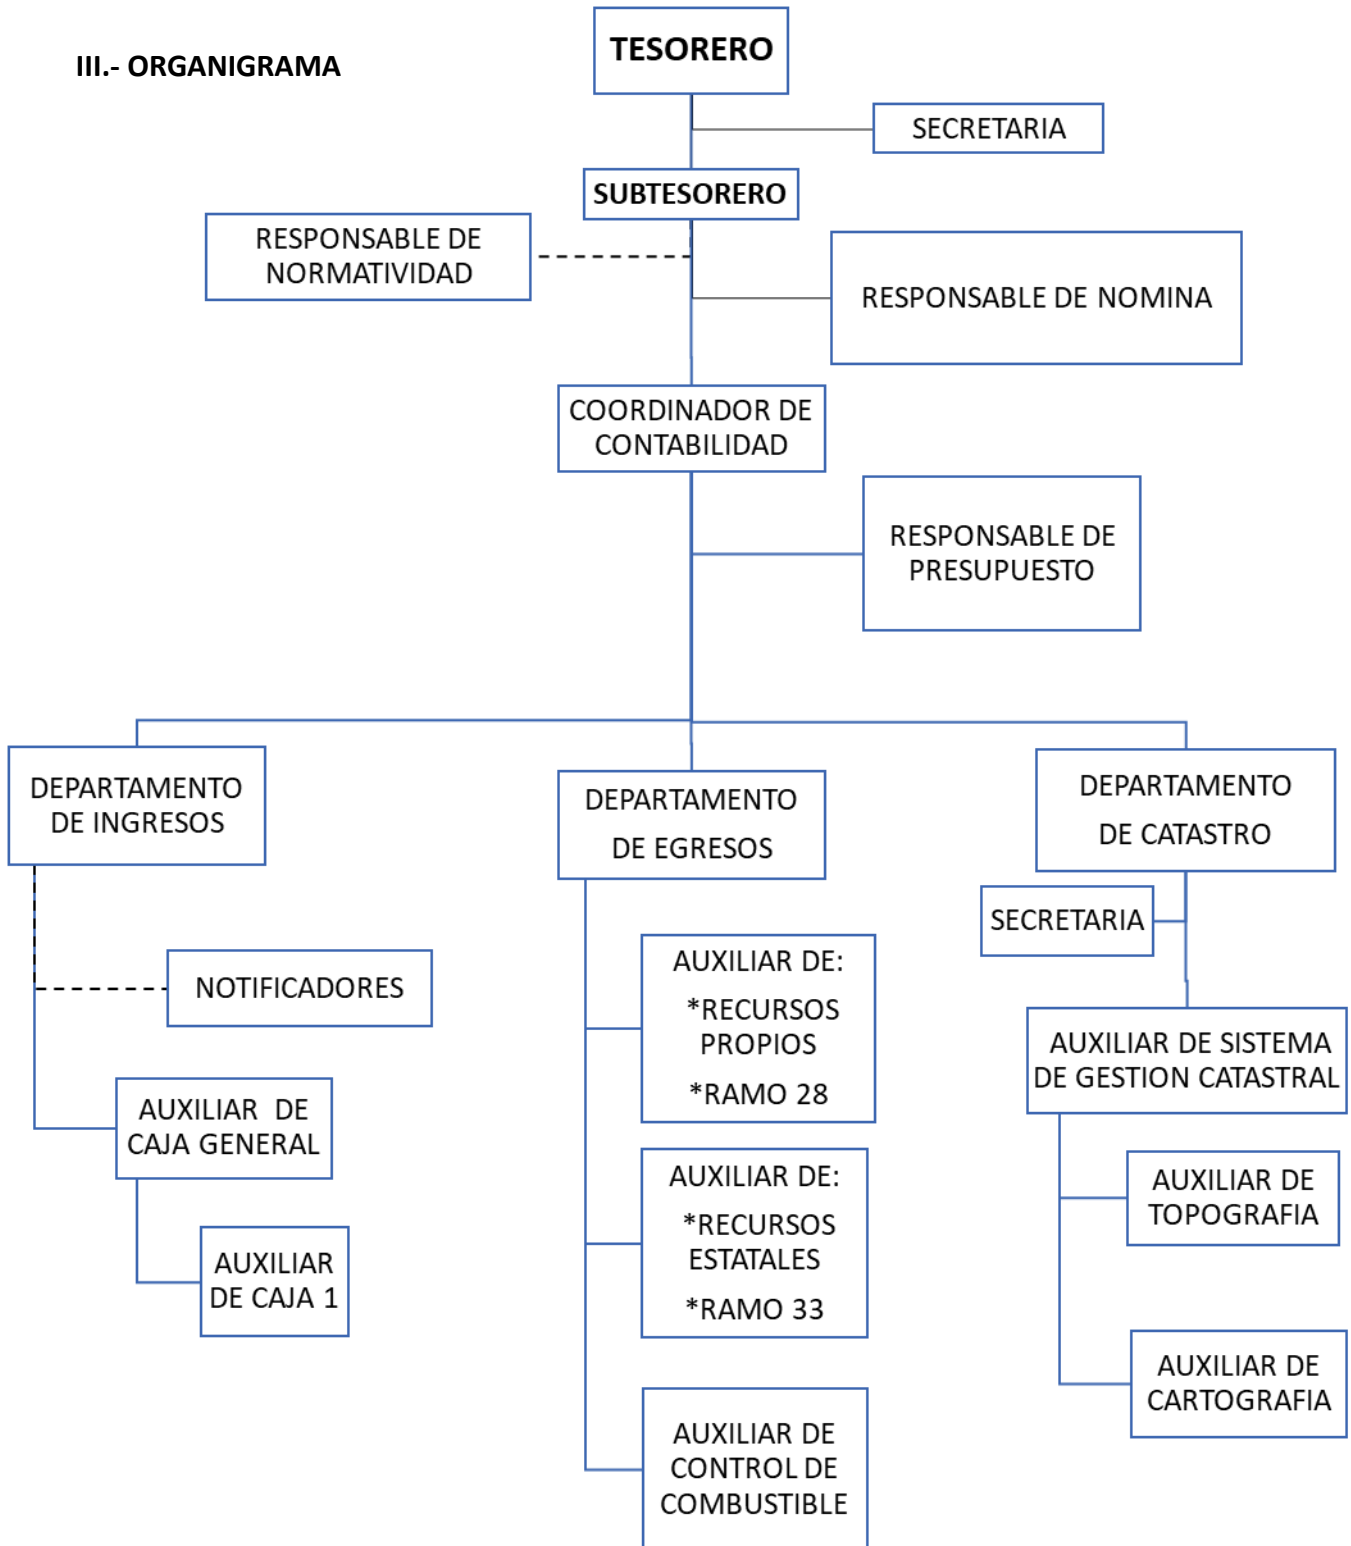 III.- ORGANIGRAMA
TESORERO
SECRETARIA
SUBTESORERO
RESPONSABLE DE
NORMATIVIDAD
RESPONSABLE DE NOMINA
COORDINADOR DE
CONTABILIDAD
RESPONSABLE DE
PRESUPUESTO
DEPARTAMENTO
DE INGRESOS
NOTIFICADORES
AUXILIAR DE
CAJA GENERAL
AUXILIAR
DE CAJA 1
DEPARTAMENTO
DE EGRESOS
AUXILIAR DE:
*RECURSOS
PROPIOS
*RAMO 28
AUXILIAR DE:
*RECURSOS
ESTATALES
*RAMO 33
AUXILIAR DE
CONTROL DE
COMBUSTIBLE
DEPARTAMENTO
DE CATASTRO
SECRETARIA
AUXILIAR DE SISTEMA
DE GESTION CATASTRAL
AUXILIAR DE
TOPOGRAFIA
AUXILIAR DE
CARTOGRAFIA